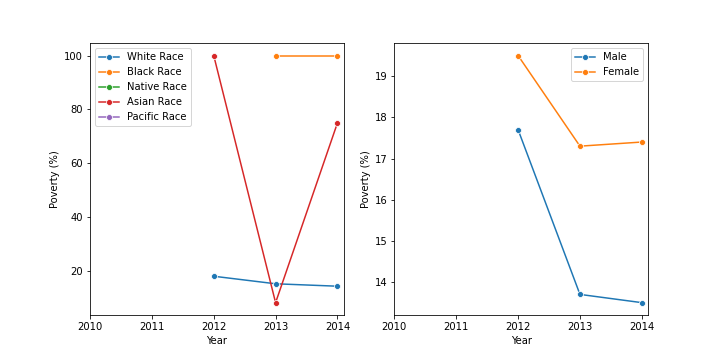 100
80
60
40
20
Poverty (%)
White Race
Black Race
Native Race
Asian Race
Pacific Race
2010 2011 2012 2013 2014
Year
19
18
17
16
15
14
Poverty (%)
Male
Female
2010 2011 2012 2013 2014
Year